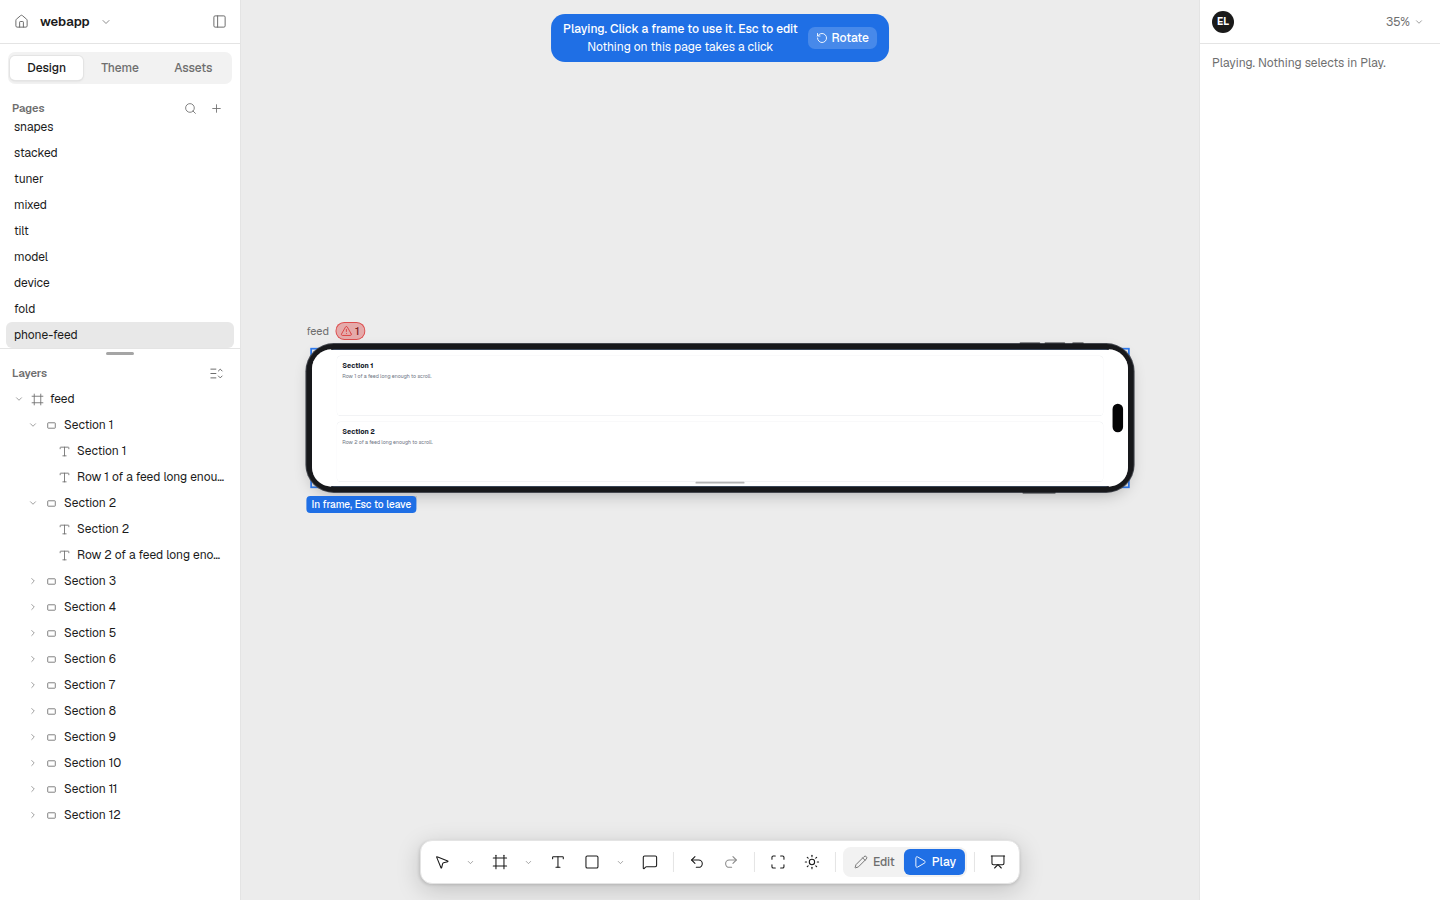 webapp
Design
Theme
Assets
Pages
snapes
stacked
tuner
mixed
tilt
model
device
fold
phone-feed
Layers
feed
Section 1
Section 1
Row 1 of a feed long enou...
Section 2
Section 2
Row 2 of a feed long eno...
Section 3
Section 4
Section 5
Section 6
Section 7
Section 8
Section 9
Section 10
Section 11
Section 12
Playing. Click a frame to use it. Esc to edit
Nothing on this page takes a click
Rotate
feed
1
Section 1
Row 1 of a feed long enough to scroll.
Section 2
Row 2 of a feed long enough to scroll.
In frame, Esc to leave
Edit
Play
EL
35%
Playing. Nothing selects in Play.